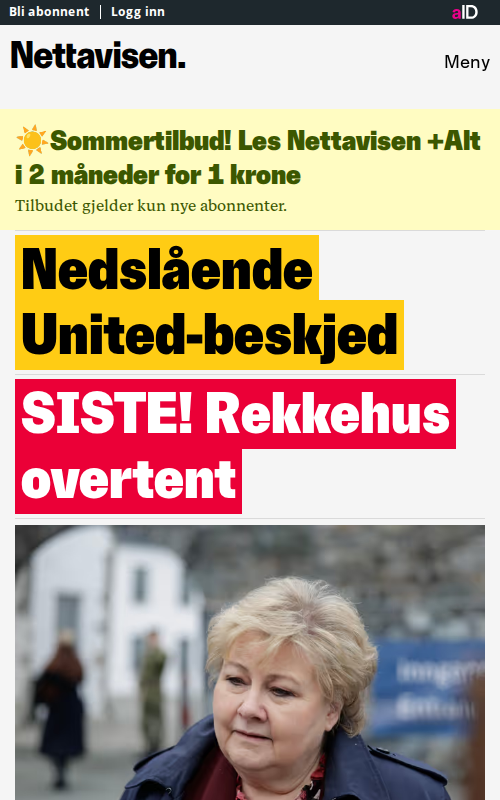 Bli abonnent | Logg inn
aID
Nettavisen.
Meny
☀️Sommertilbud! Les Nettavisen +Alt
i 2 måneder for 1 krone
Tilbudet gjelder kun nye abonnenter.
Nedslående
United-beskjed
SISTE! Rekkehus
overtent